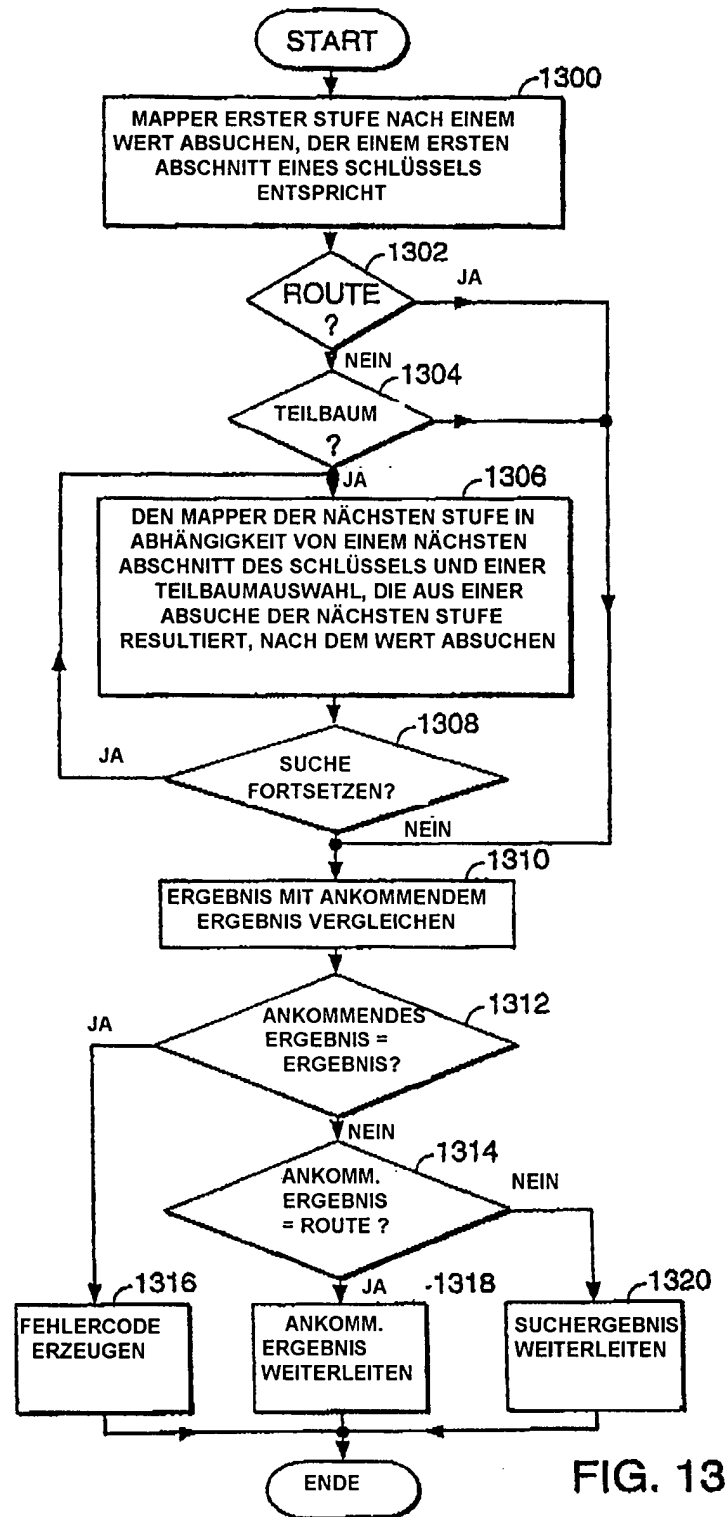 START
1300
MAPPER ERSTER STUFE NACH EINEM
WERT ABSUCHEN, DER EINEM ERSTEN
ABSCHNITT EINES SCHLÜSSELS
ENTSPRICHT
1302
JA
ROUTE
?
NEIN
1304
TEILBAUM
?
JA
1306
DEN MAPPER DER NÄCHSTEN STUFE IN
ABHÄNGIGKEIT VON EINEM NÄCHSTEN
ABSCHNITT DES SCHLÜSSELS UND EINER
TEILBAUMAUSWAHL, DIE AUS EINER
ABSUCHE DER NÄCHSTEN STUFE
RESULTIERT, NACH DEM WERT ABSUCHEN
1308
JA
SUCHE
FORTSETZEN?
NEIN
1310
ERGEBNIS MIT ANKOMMENDEM
ERGEBNIS VERGLEICHEN
1312
JA
ANKOMMENDES
ERGEBNIS =
ERGEBNIS?
NEIN
1314
ANKOMM.
ERGEBNIS
= ROUTE ?
NEIN
JA
1316
FEHLERCODE
ERZEUGEN
1318
ANKOMM.
ERGEBNIS
WEITERLEITEN
1320
SUCHERGEBNIS
WEITERLEITEN
ENDE
FIG. 13